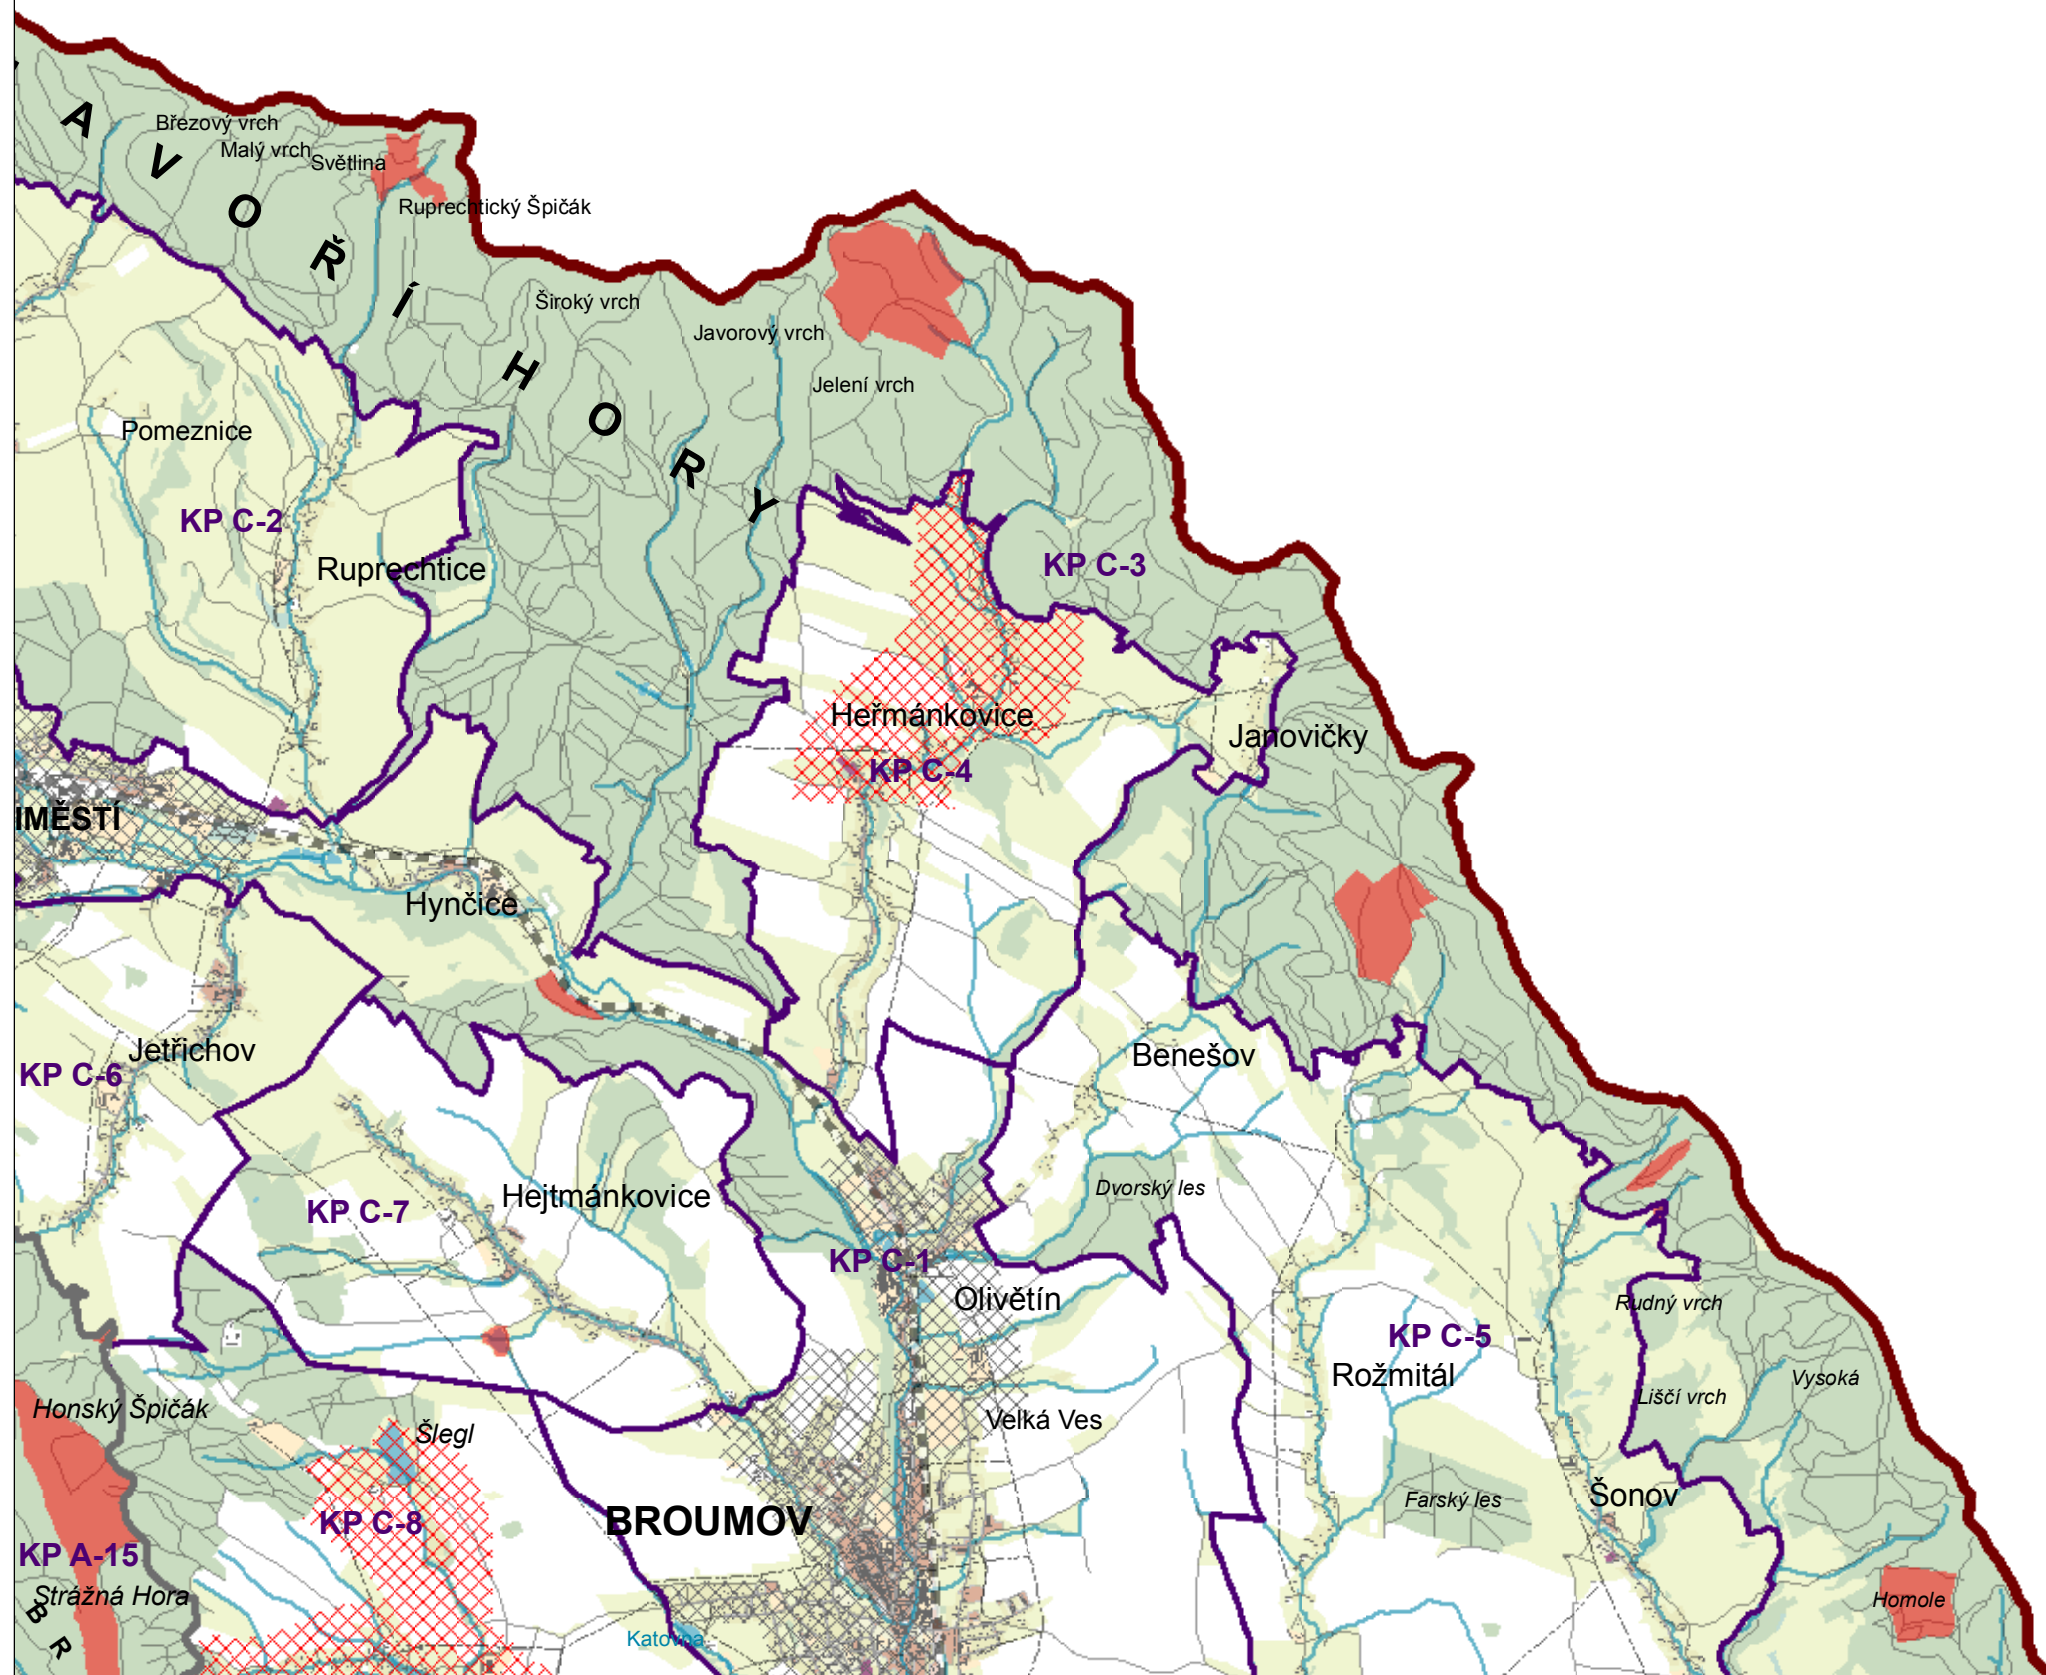 A
V
O
Ř
Í
H
O
R
Y
Březový vrch
Malý vrch
Světlina
Ruprechtický Špičák
Široký vrch
Javorový vrch
Jelení vrch
Pomeznice
KP C-2
Ruprechtice
KP C-3
Heřmánkovice
Janovičky
KP C-4
IMĚSTÍ
Hynčice
Jetřichov
KP C-6
Benešov
Dvorský les
Hejtmánkovice
KP C-7
KP C-1
Olivětín
Rudný vrch
KP C-5
Rožmitál
Vysoká
Liščí vrch
Honský Špičák
Šlegl
Velká Ves
Šonov
Farský les
BROUMOV
KP C-8
KP A-15
Strážná Hora
Homole
B
R
Katovna